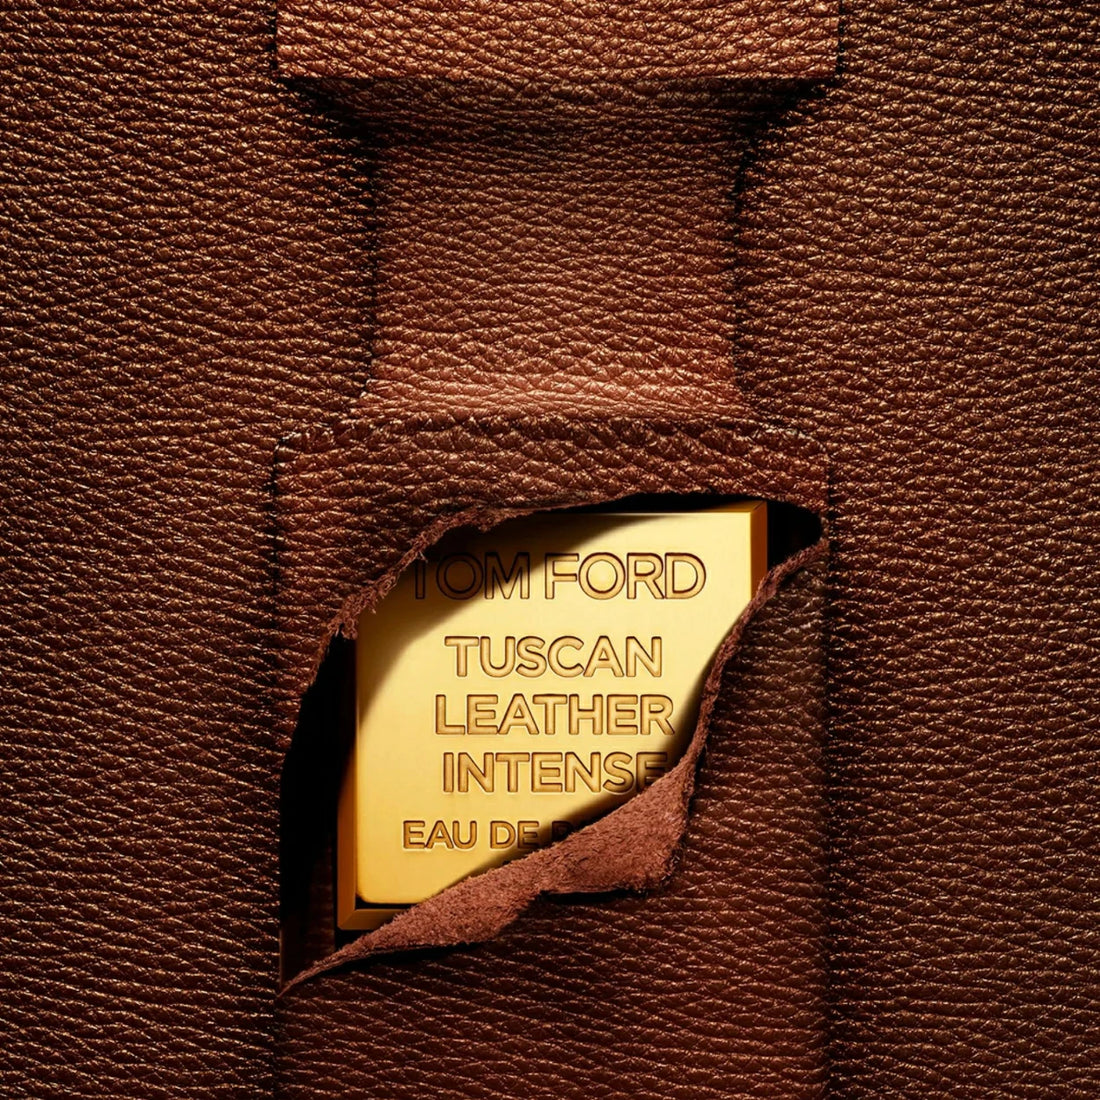 TOM FORD
TUSCAN
LEATHER
INTENSE
EAU DE